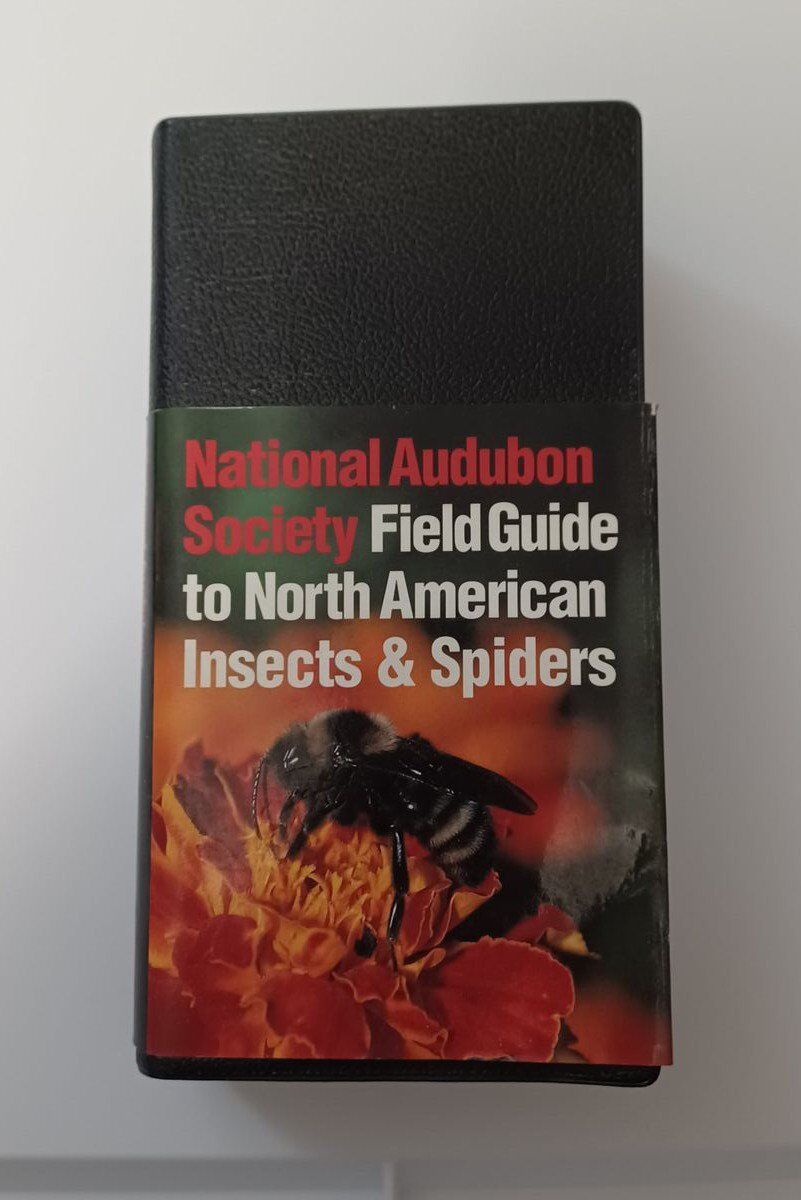 National Audubon
Society Field Guide
to North American
Insects & Spiders